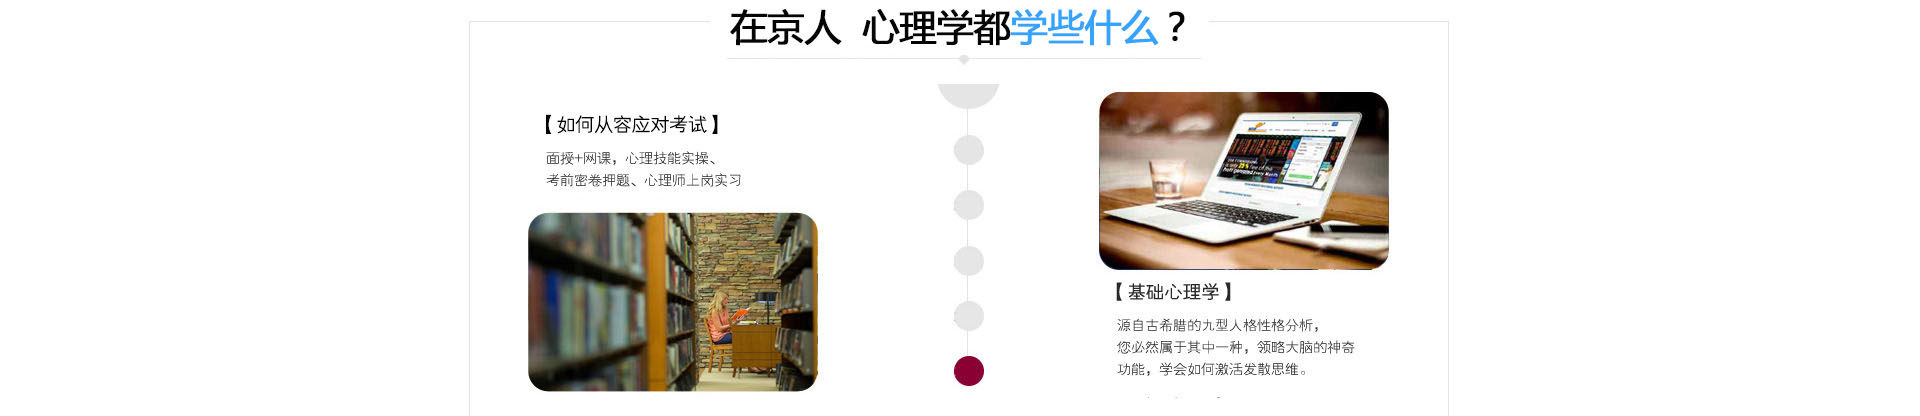 在京人 心理学都学些什么?
【如何从容应对考试】
面授+网课，心理技能实操、
考前密卷押题、心理师上岗实习
【基础心理学】
源自古希腊的九型人格性格分析，
您必然属于其中一种，领略大脑的神奇
功能，学会如何激活发散思维。